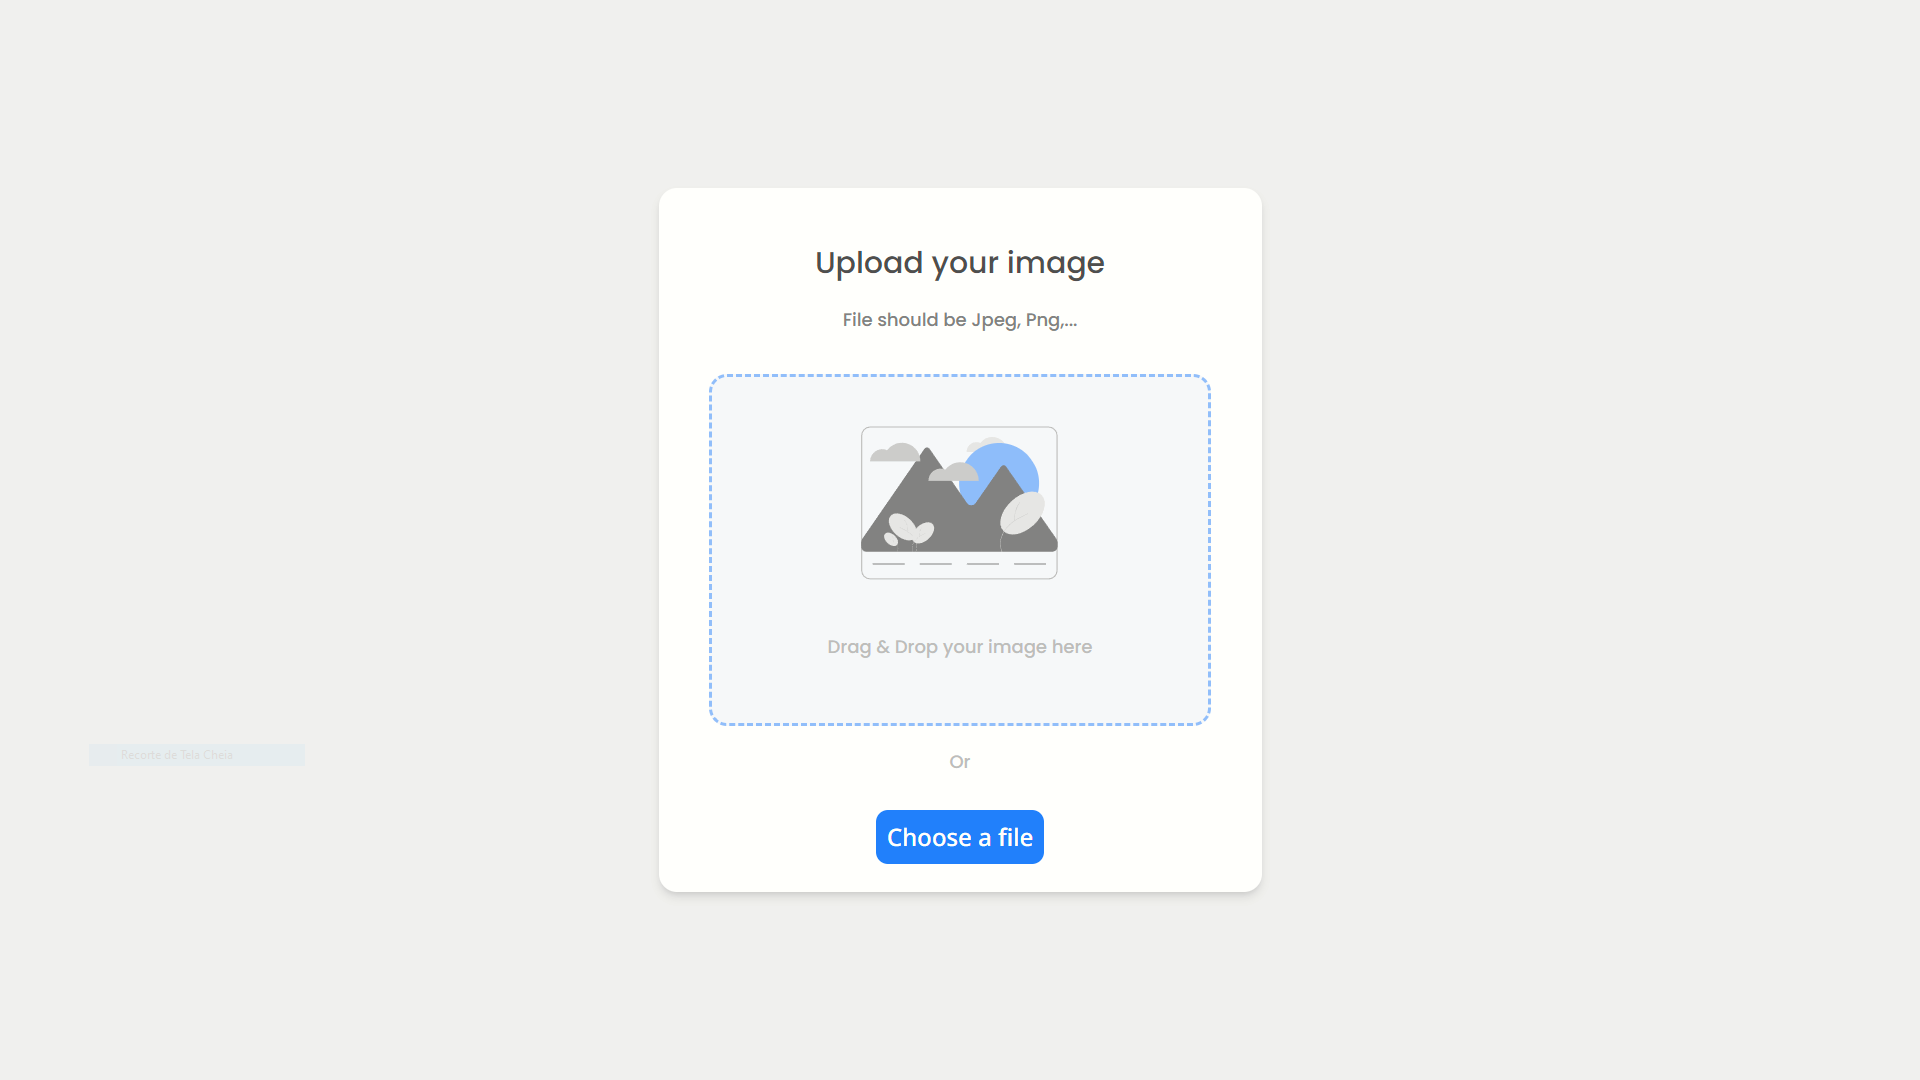 Upload your image
File should be Jpeg, Png,...
Drag & Drop your image here
Recorte de Tela Cheia
Or
Choose a file